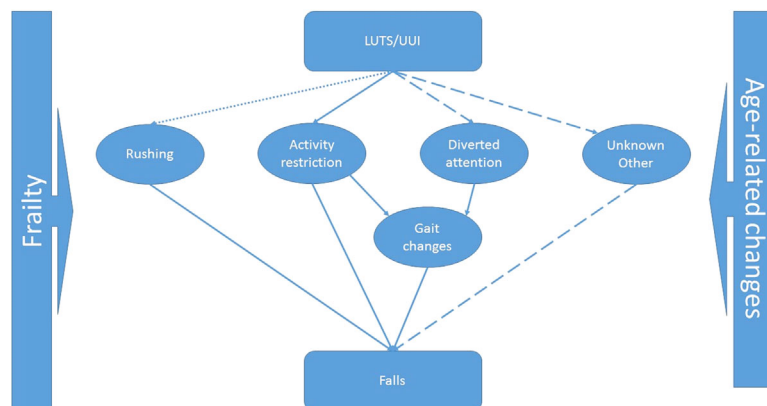 LUTS/UUI
Frailty
Age-related changes
Rushing
Activity
restriction
Diverted
attention
Unknown
Other
Gait
changes
Falls